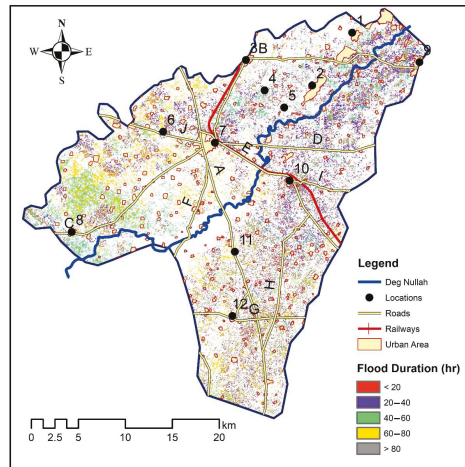 N
W E
S
1
3B
9
4
2
5
6
J
7
D
E
10
I
A
F
C 8
11
H
12 G
Legend
Deg Nullah
Locations
Roads
Railways
Urban Area
Flood Duration (hr)
< 20
20–40
40–60
60–80
> 80
km
0 2.5 5 10 15 20